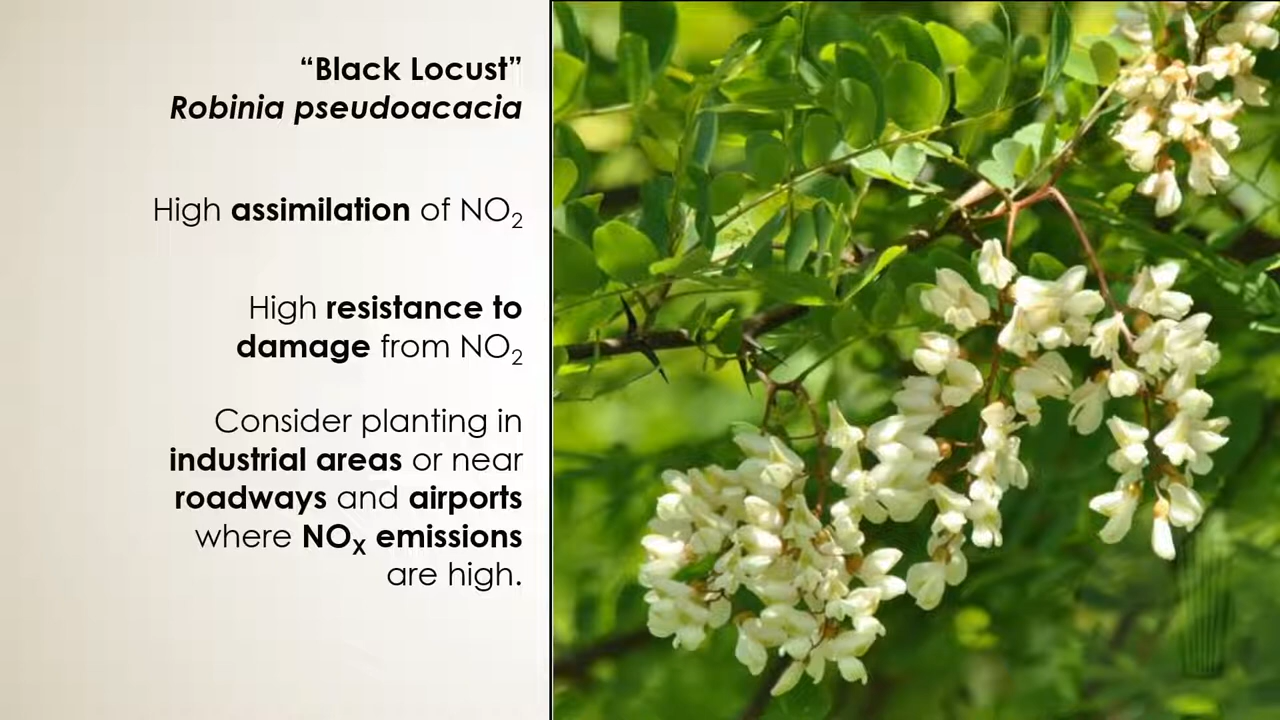 “Black Locust”
Robinia pseudoacacia
High assimilation of NO₂
High resistance to
damage from NO₂
Consider planting in
industrial areas or near
roadways and airports
where NOₓ emissions
are high.